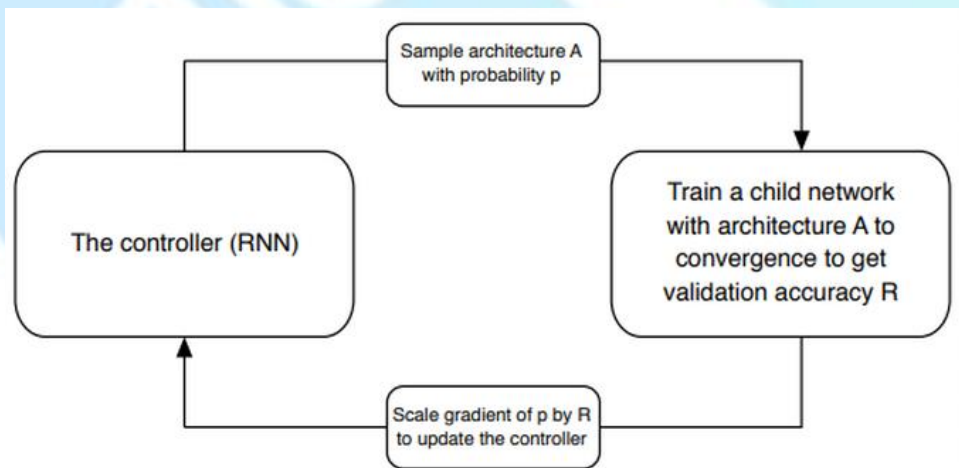 Sample architecture A
with probability p
The controller (RNN)
Train a child network
with architecture A to
convergence to get
validation accuracy R
Scale gradient of p by R
to update the controller